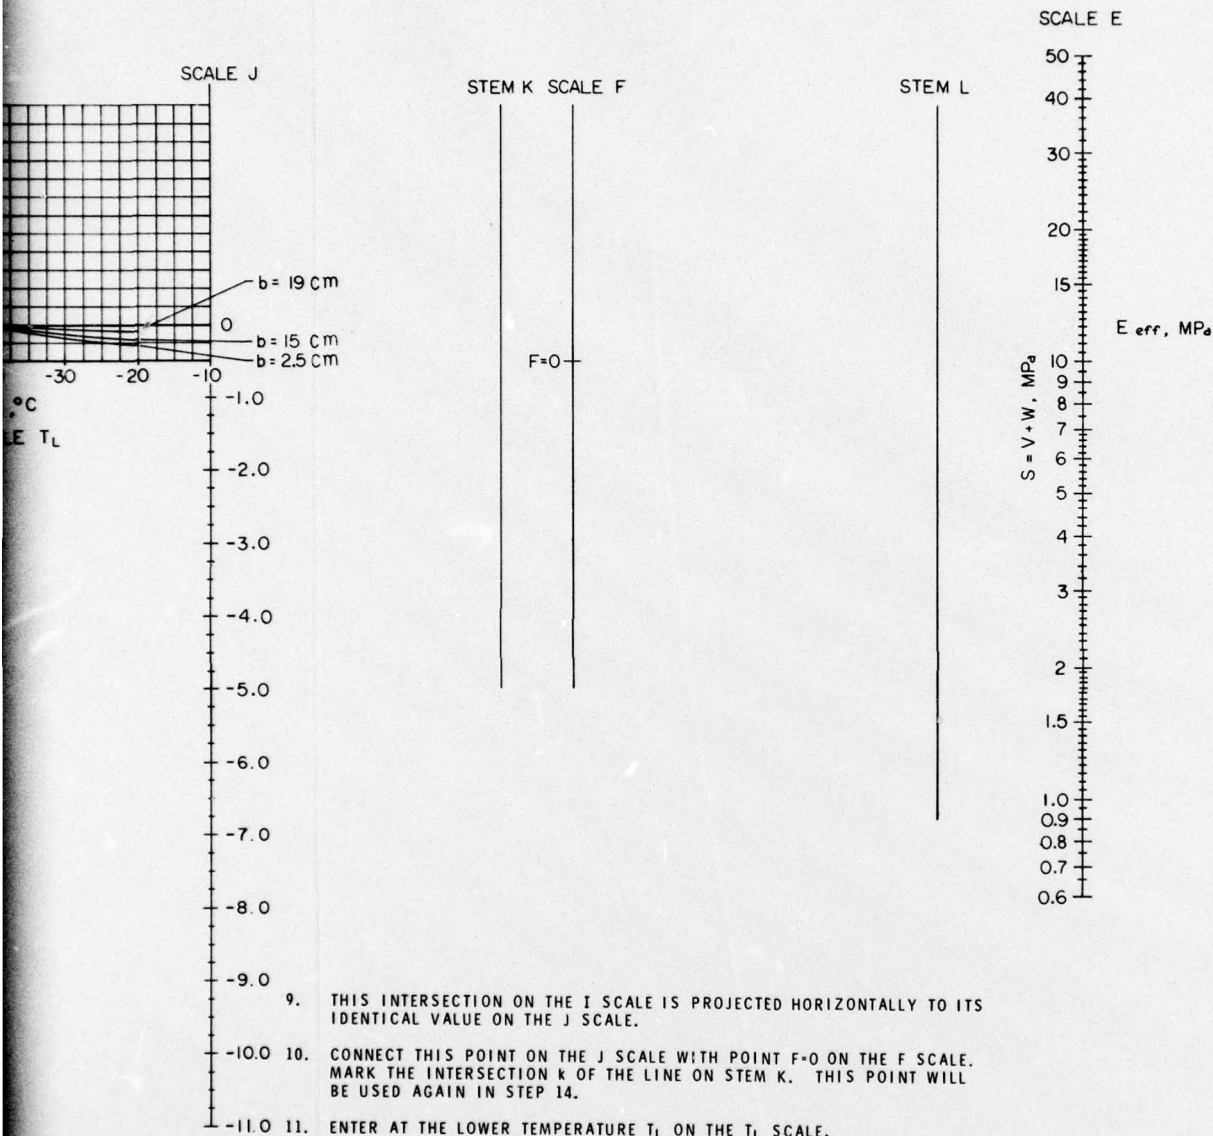 SCALE E
SCALE J
STEM K SCALE F
STEM L
50
40
30
20
15
10
9
8
7
6
5
4
3
2
1.5
1.0
0.9
0.8
0.7
0.6
S = V + W, MPa
E eff, MPa
b = 19 cm
0
b = 15 cm
b = 2.5 cm
F=0
-30 -20 -10
,°C
LE TL
-1.0
-2.0
-3.0
-4.0
-5.0
-6.0
-7.0
-8.0
-9.0
-10.0
-11.0
9. THIS INTERSECTION ON THE I SCALE IS PROJECTED HORIZONTALLY TO ITS
IDENTICAL VALUE ON THE J SCALE.
10. CONNECT THIS POINT ON THE J SCALE WITH POINT F=0 ON THE F SCALE.
MARK THE INTERSECTION k OF THE LINE ON STEM K. THIS POINT WILL
BE USED AGAIN IN STEP 14.
11. ENTER AT THE LOWER TEMPERATURE TL ON THE TL SCALE.